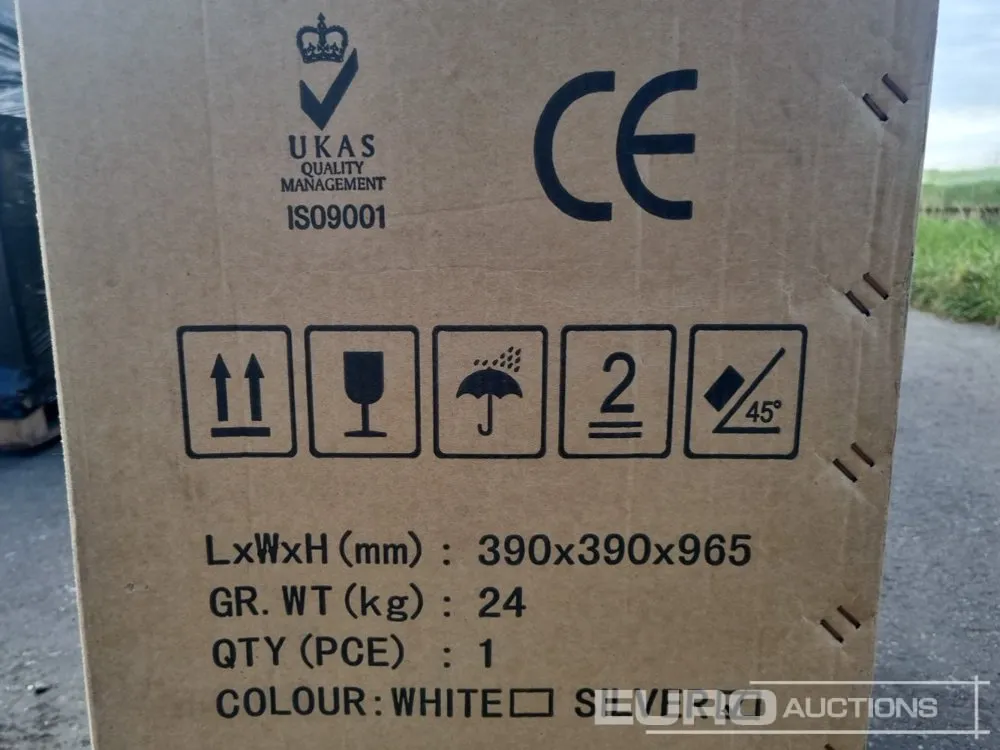 UKAS
QUALITY
MANAGEMENT
ISO9001
CE
2
45°
LxWxH(mm): 390x390x965
GR. WT(kg): 24
QTY(PCE) : 1
COLOUR: WHITE□ SILVER☑
EURO AUCTIONS